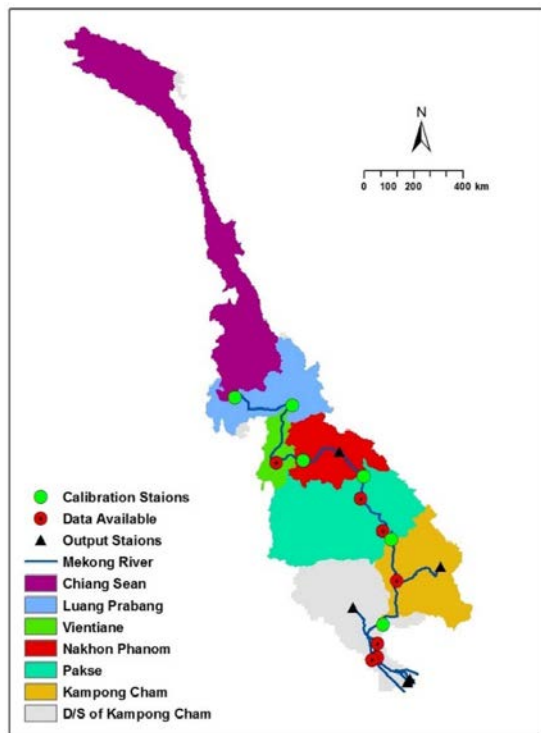 N
0 100 200 400 km
Calibration Staions
Data Available
Output Staions
Mekong River
Chiang Sean
Luang Prabang
Vientiane
Nakhon Phanom
Pakse
Kampong Cham
D/S of Kampong Cham